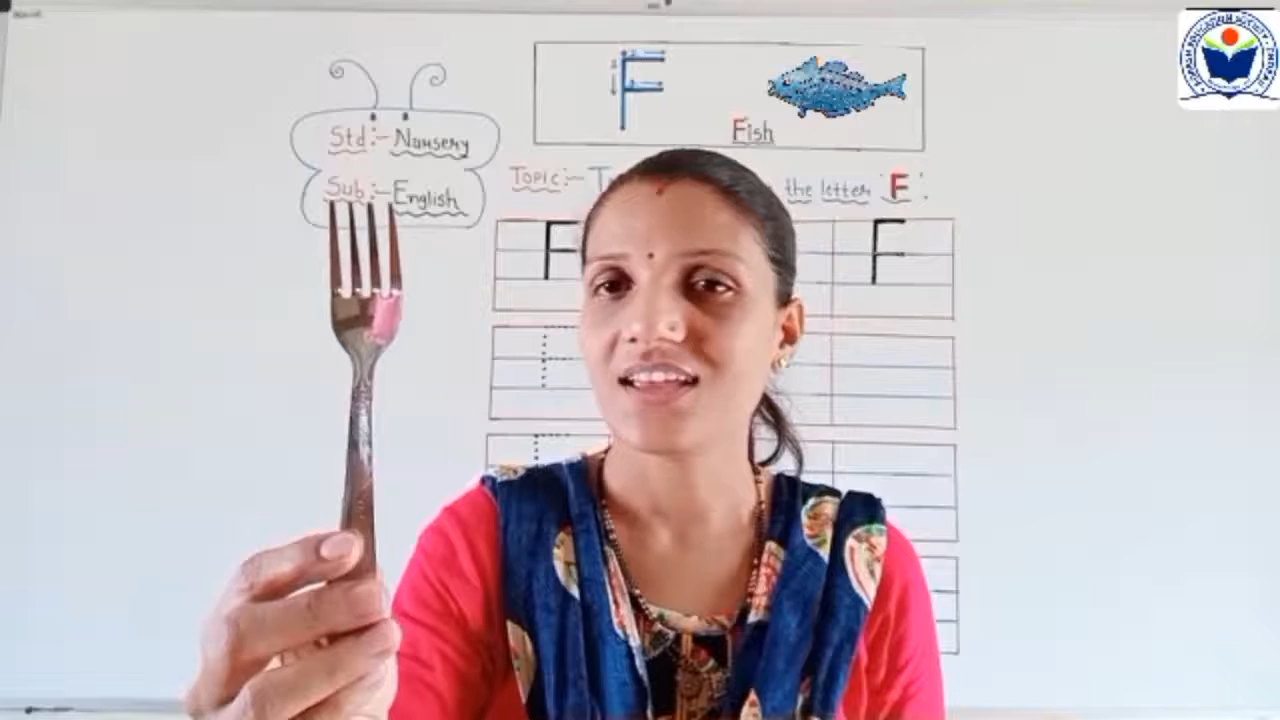 Std:- Nursery
Sub:- English
F
Fish
Topic:- T the letter 'F'.
F F